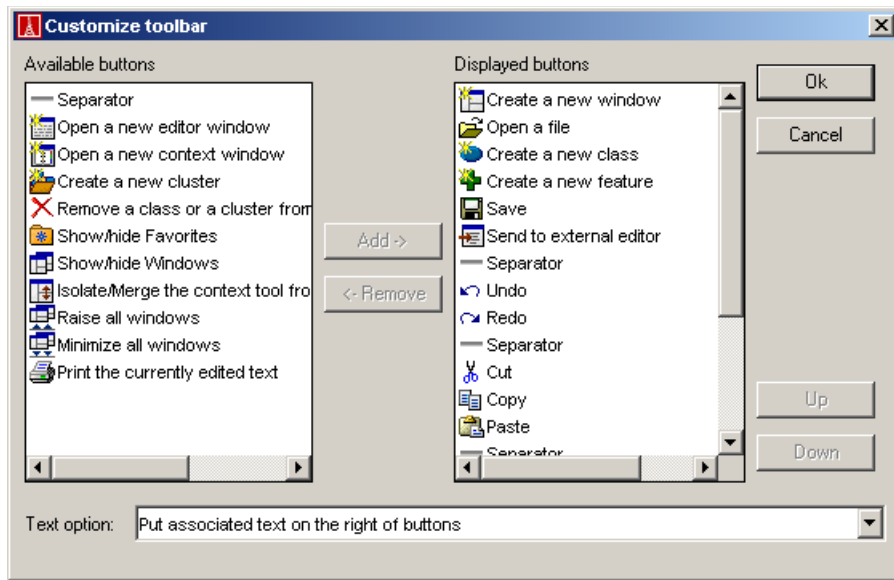 Customize toolbar
Available buttons
Separator
Open a new editor window
Open a new context window
Create a new cluster
Remove a class or a cluster from
Show/hide Favorites
Show/hide Windows
Isolate/Merge the context tool fro
Raise all windows
Minimize all windows
Print the currently edited text
Add ->
<- Remove
Displayed buttons
Create a new window
Open a file
Create a new class
Create a new feature
Save
Send to external editor
Separator
Undo
Redo
Separator
Cut
Copy
Paste
Separator
Ok
Cancel
Up
Down
Text option: Put associated text on the right of buttons